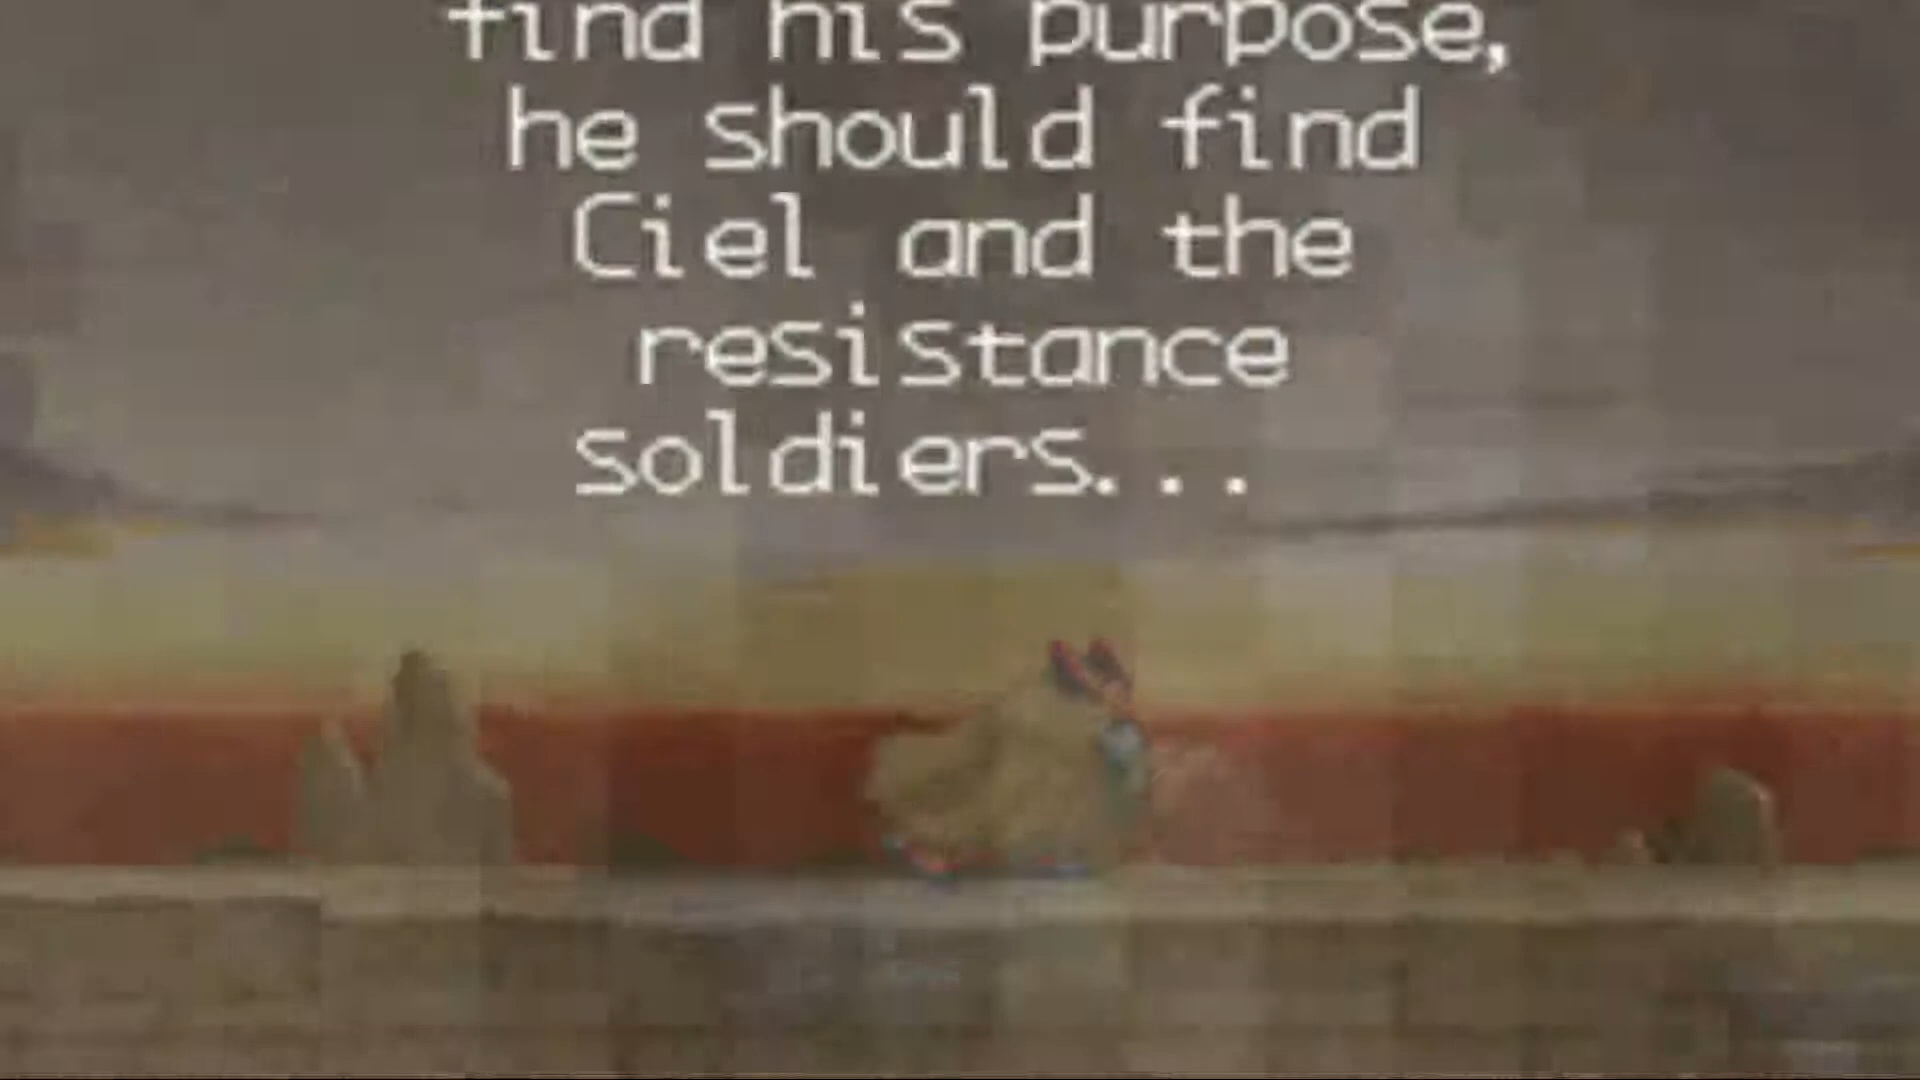 find his purpose,
he should find
Ciel and the
resistance
soldiers...